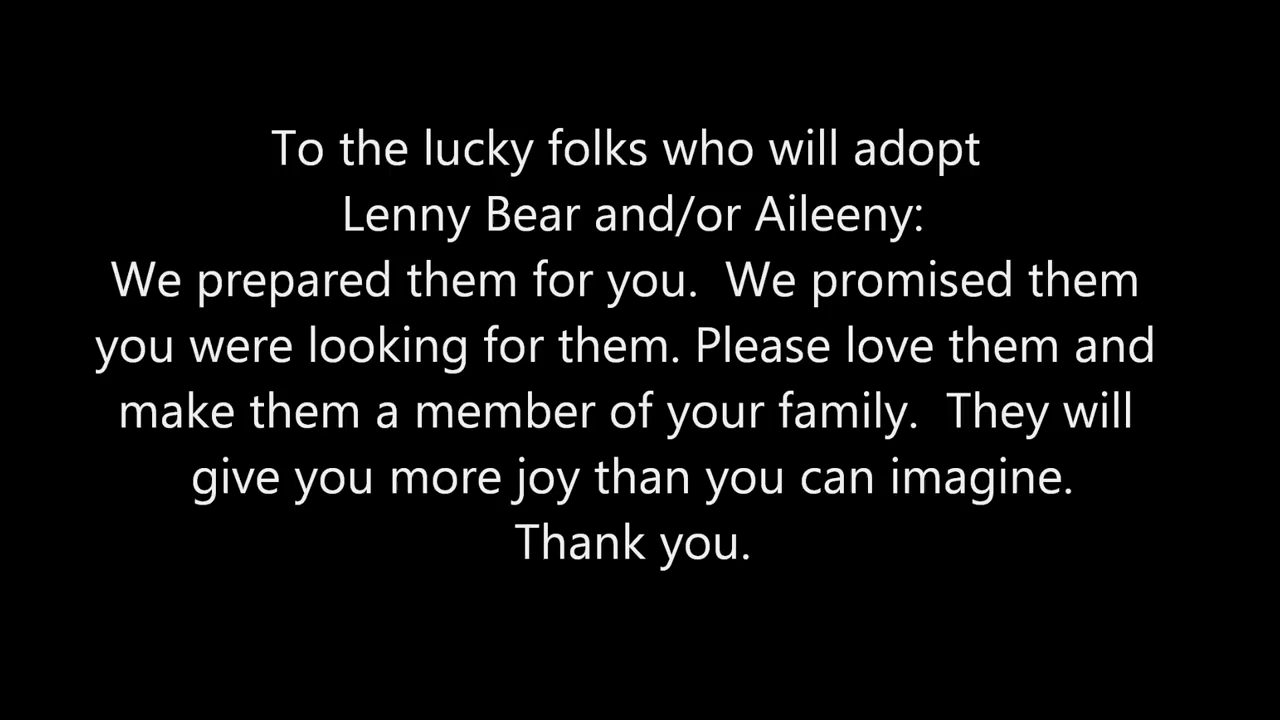 To the lucky folks who will adopt
Lenny Bear and/or Aileeny:
We prepared them for you.  We promised them
you were looking for them. Please love them and
make them a member of your family.  They will
give you more joy than you can imagine.
Thank you.